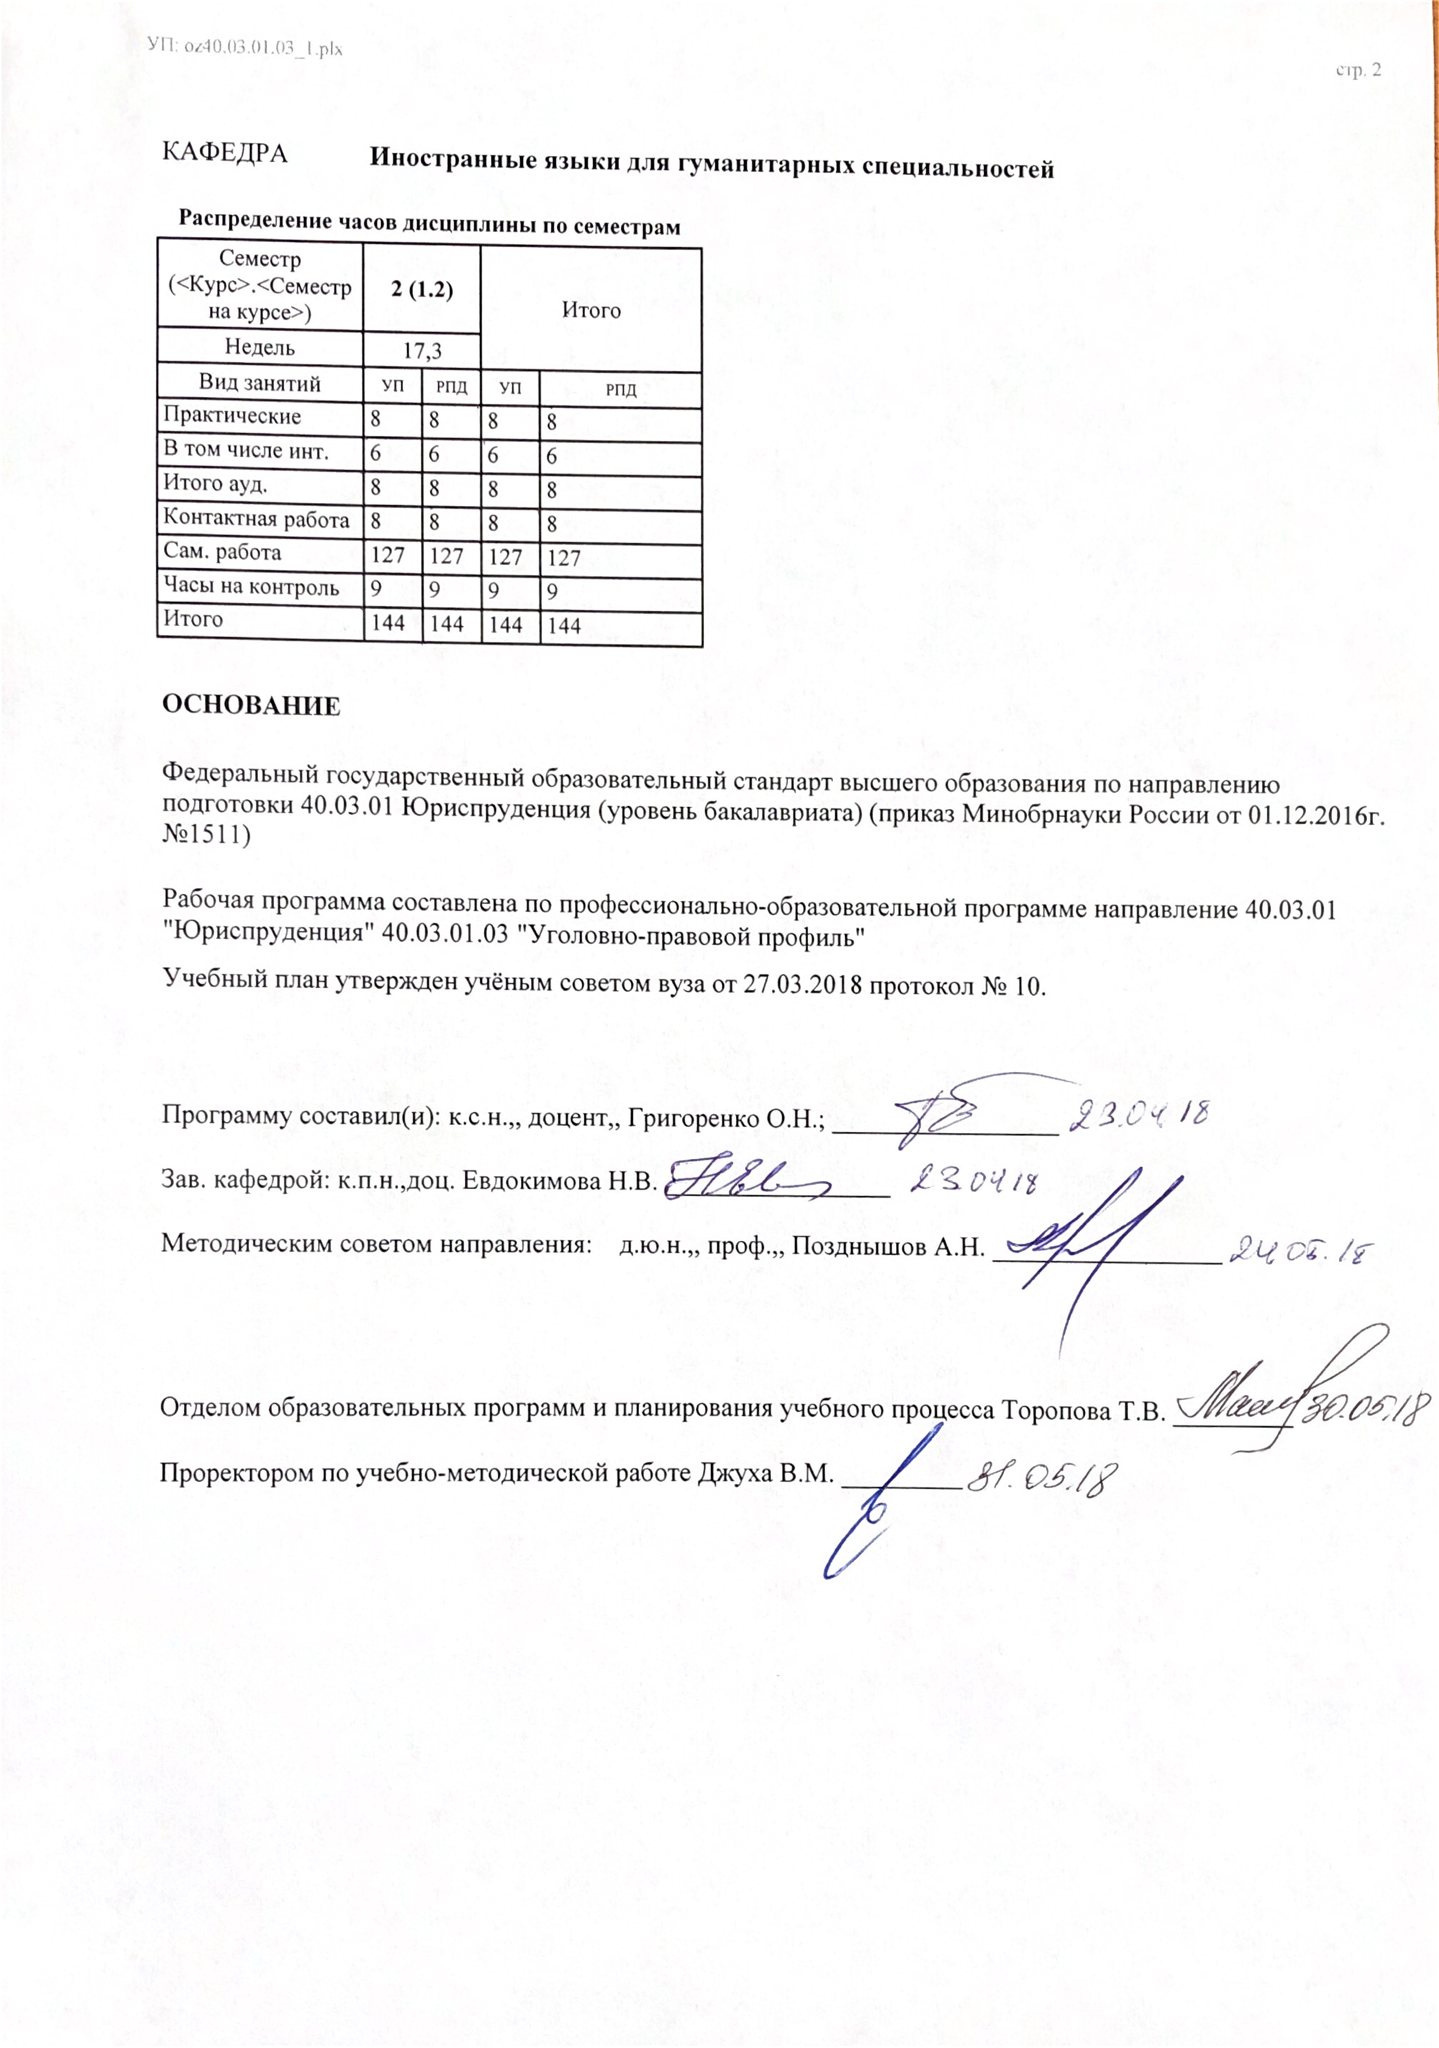 УП: oz40.03.01.03_1.plx
стр. 2
КАФЕДРА Иностранные языки для гуманитарных специальностей
Распределение часов дисциплины по семестрам
Семестр
(<Курс>.<Семестр
на курсе>)
2 (1.2)
Итого
Недель 17,3
Вид занятий УП РПД УП РПД
Практические 8 8 8 8
В том числе инт. 6 6 6 6
Итого ауд. 8 8 8 8
Контактная работа 8 8 8 8
Сам. работа 127 127 127 127
Часы на контроль 9 9 9 9
Итого 144 144 144 144
ОСНОВАНИЕ
Федеральный государственный образовательный стандарт высшего образования по направлению
подготовки 40.03.01 Юриспруденция (уровень бакалавриата) (приказ Минобрнауки России от 01.12.2016г.
№1511)
Рабочая программа составлена по профессионально-образовательной программе направление 40.03.01
"Юриспруденция" 40.03.01.03 "Уголовно-правовой профиль"
Учебный план утвержден учёным советом вуза от 27.03.2018 протокол № 10.
Программу составил(и): к.с.н.,, доцент,, Григоренко О.Н.; 23.04 18
Зав. кафедрой: к.п.н.,доц. Евдокимова Н.В. 23.04 18
Методическим советом направления: д.ю.н.,, проф.,, Позднышов А.Н. 24 05. 18
Отделом образовательных программ и планирования учебного процесса Торопова Т.В. 30.05.18
Проректором по учебно-методической работе Джуха В.М. 31.05.18